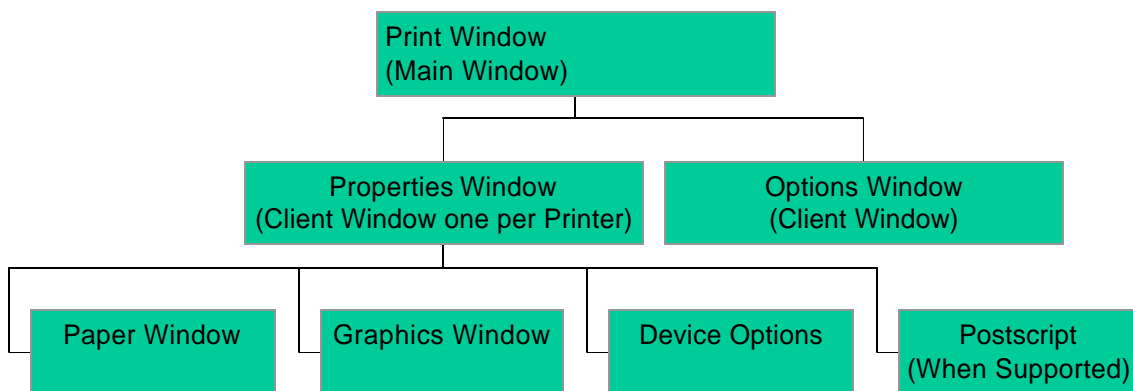 Print Window
(Main Window)
Properties Window
(Client Window one per Printer)
Options Window
(Client Window)
Paper Window
Graphics Window
Device Options
Postscript
(When Supported)